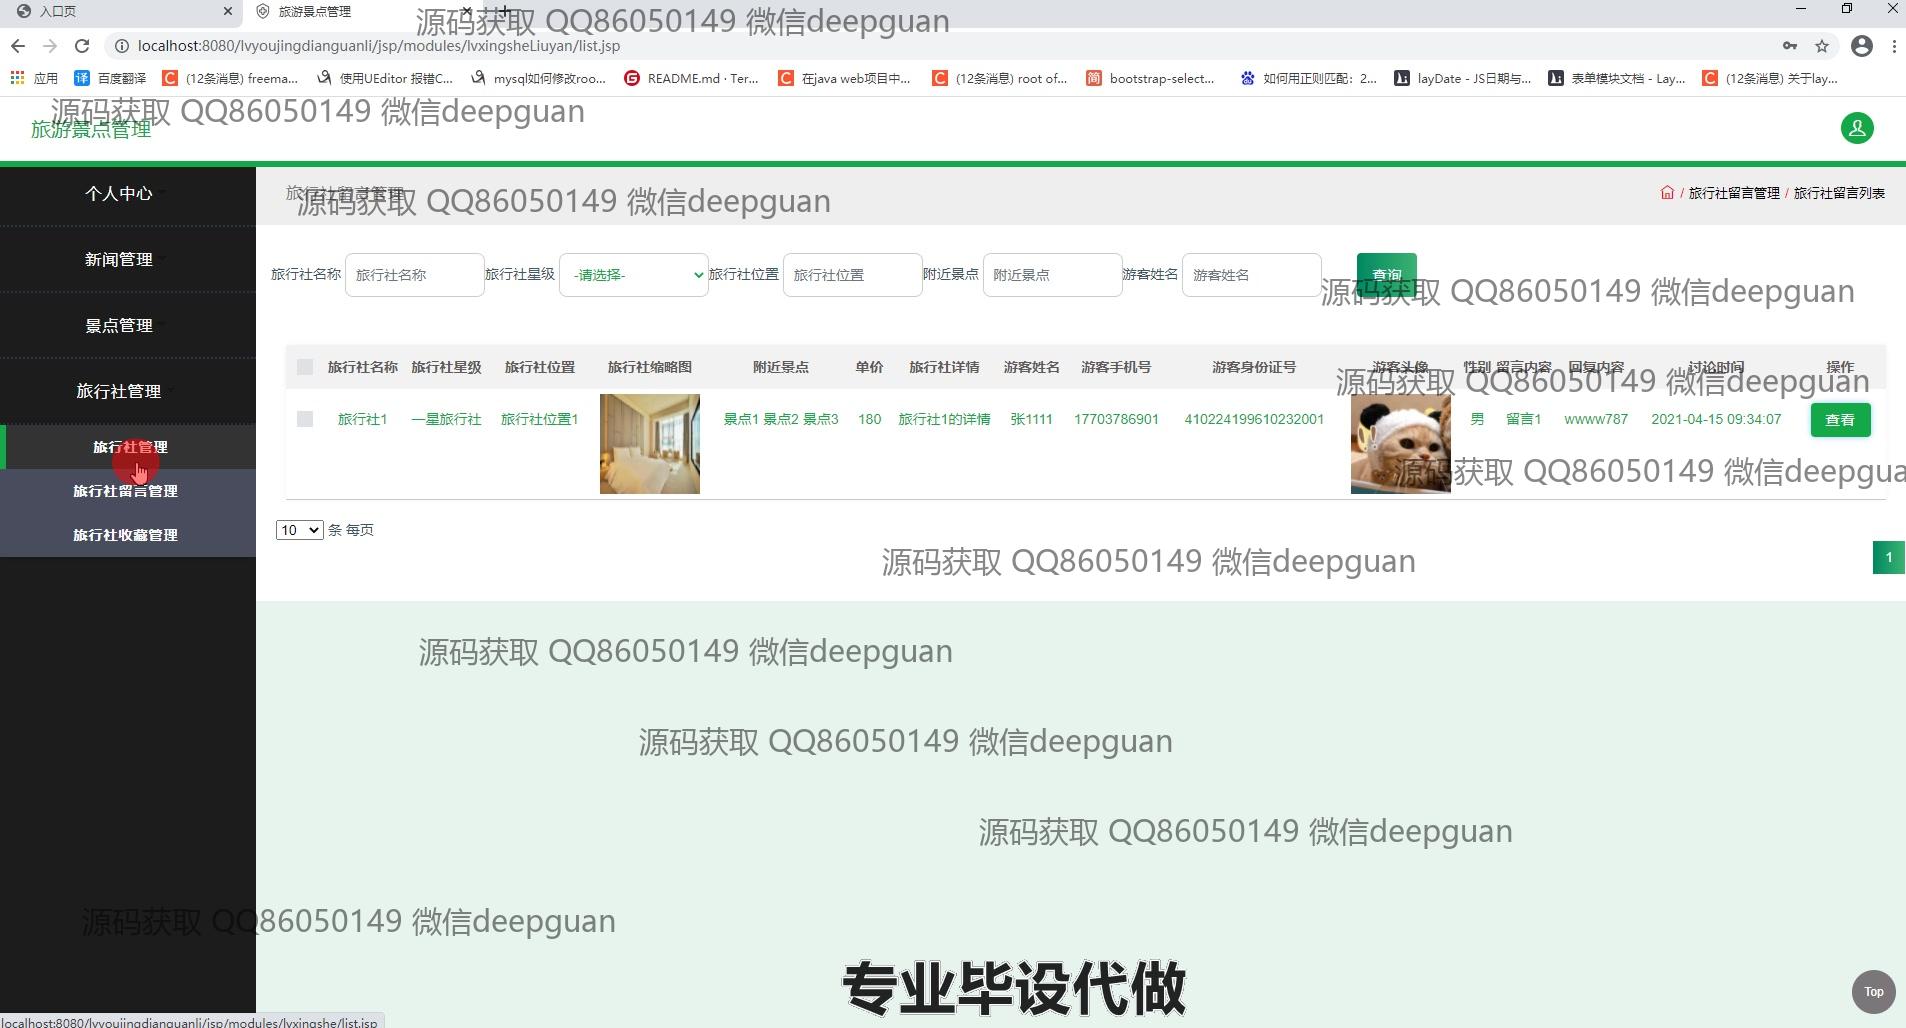 入口页
旅游景点管理
源码获取 QQ86050149 微信deepguan
localhost:8080/lvyoujingdianguanli/jsp/modules/lvxingsheLiuyan/list.jsp
应用 百度翻译 (12条消息) freema... 使用UEditor 报错C... mysql如何修改roo... README.md · Ter... 在java web项目中... (12条消息) root of... bootstrap-select... 如何用正则匹配：2... layDate - JS日期与... 表单模块文档 - Lay... (12条消息) 关于lay...
源码获取 QQ86050149 微信deepguan
旅游景点管理
个人中心
旅行社留言管理
/ 旅行社留言管理 / 旅行社留言列表
源码获取 QQ86050149 微信deepguan
新闻管理
旅行社名称 旅行社名称 旅行社星级 -请选择- 旅行社位置 旅行社位置 附近景点 附近景点 游客姓名 游客姓名 查询
源码获取 QQ86050149 微信deepguan
景点管理
旅行社名称 旅行社星级 旅行社位置 旅行社缩略图 附近景点 单价 旅行社详情 游客姓名 游客手机号 游客身份证号 游客头像 性别 留言内容 回复内容 讨论时间 操作
源码获取 QQ86050149 微信deepguan
旅行社管理
旅行社1 一星旅行社 旅行社位置1 景点1 景点2 景点3 180 旅行社1的详情 张1111 17703786901 410224199610232001 男 留言1 wwww787 2021-04-15 09:34:07 查看
旅行社管理
源码获取 QQ86050149 微信deepgua
旅行社留言管理
旅行社收藏管理
10 条 每页
1
源码获取 QQ86050149 微信deepguan
源码获取 QQ86050149 微信deepguan
源码获取 QQ86050149 微信deepguan
源码获取 QQ86050149 微信deepguan
源码获取 QQ86050149 微信deepguan
专业毕设代做
Top
localhost:8080/lvyoujingdianguanli/jsp/modules/lvxingshe/list.jsp